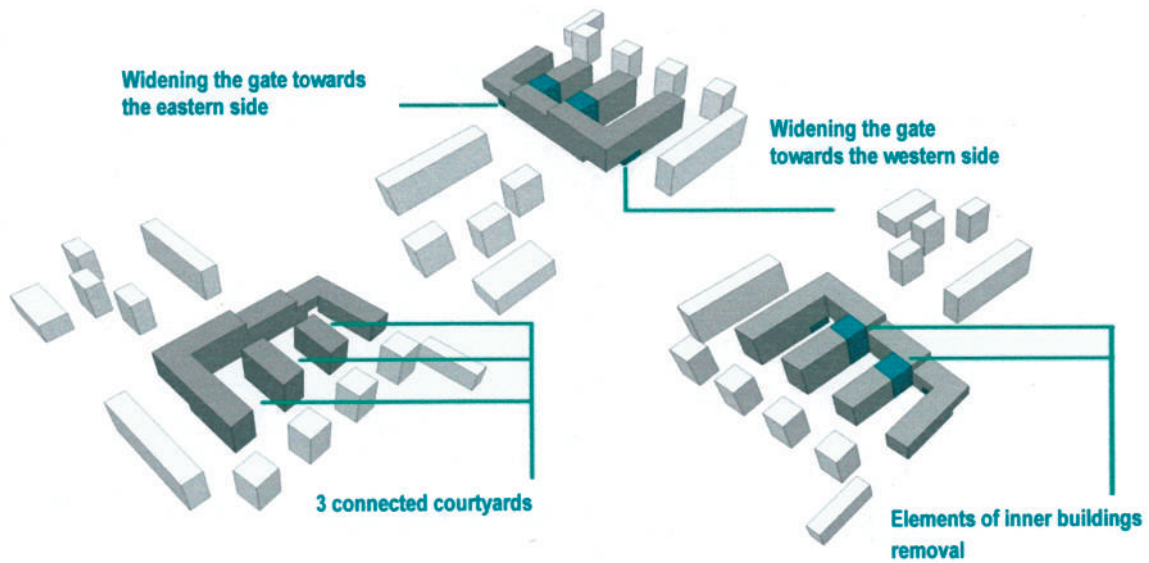 Widening the gate towards
the eastern side
Widening the gate
towards the western side
3 connected courtyards
Elements of inner buildings
removal